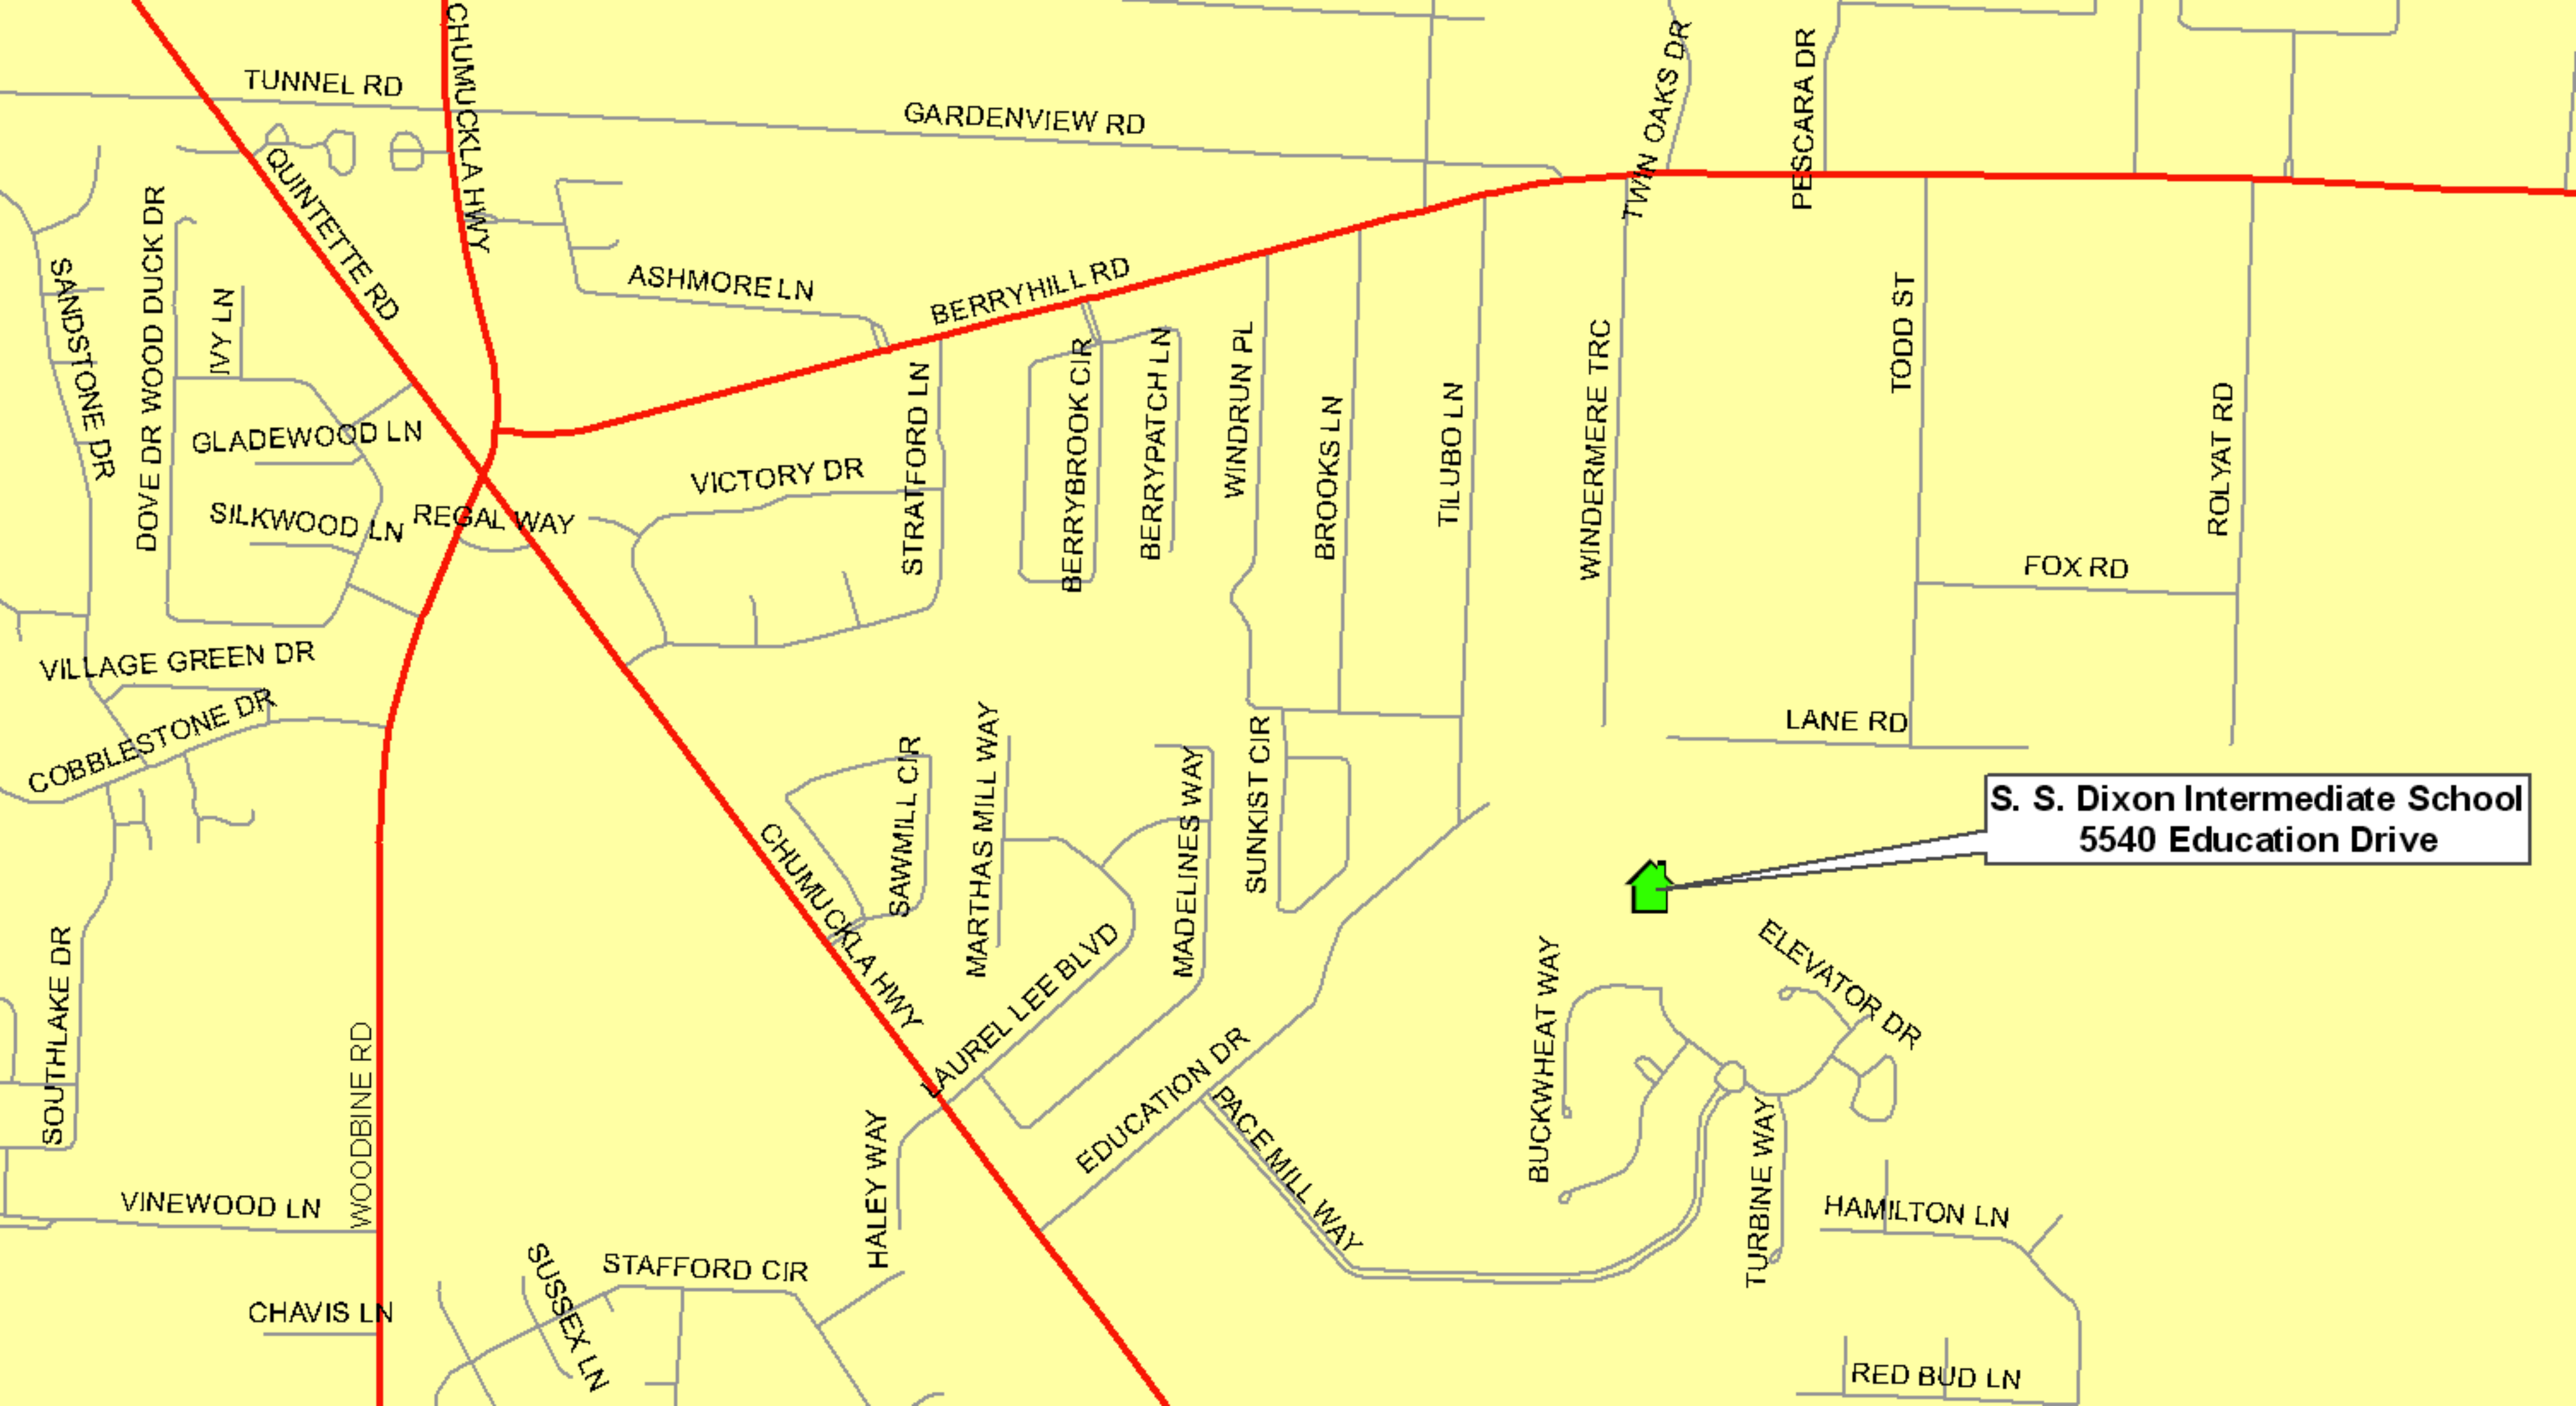 CHUMUCKLA HWY
TUNNEL RD
GARDENVIEW RD
TWIN OAKS DR
PESCARA DR
QUINTETTE RD
SANDSTONE DR
DOVE DR WOOD DUCK DR
IVY LN
ASHMORE LN
BERRYHILL RD
GLADEWOOD LN
SILKWOOD LN
REGAL WAY
VICTORY DR
STRATFORD LN
BERRYBROOK CIR
BERRYPATCH LN
WINDRUN PL
BROOKS LN
TILUBO LN
WINDERMERE TRC
TODD ST
ROLYAT RD
FOX RD
VILLAGE GREEN DR
COBBLESTONE DR
LANE RD
SAWMILL CIR
MARTHAS MILL WAY
MADELINES WAY
SUNKIST CIR
S. S. Dixon Intermediate School
5540 Education Drive
CHUMUCKLA HWY
LAUREL LEE BLVD
SOUTHLAKE DR
WOODBINE RD
EDUCATION DR
BUCKWHEAT WAY
ELEVATOR DR
PACE MILL WAY
TURBINE WAY
HALEY WAY
VINEWOOD LN
HAMILTON LN
STAFFORD CIR
SUSSEX LN
CHAVIS LN
RED BUD LN